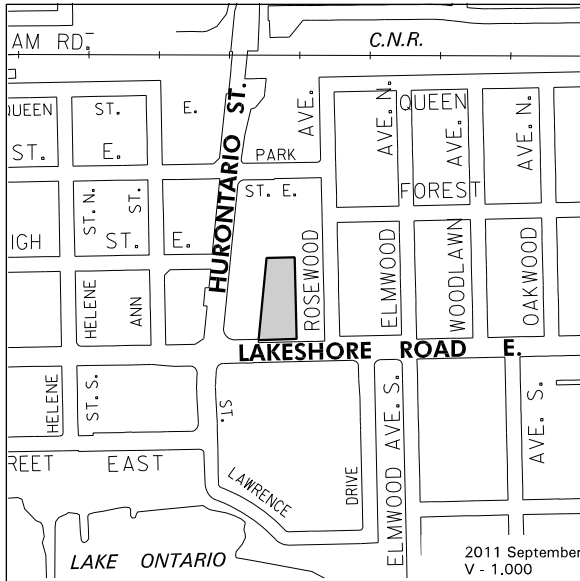 AM RD.
C.N.R.
QUEEN ST. E.
HURONTARIO ST.
AVE.
AVE. N.
QUEEN
AVE.
AVE. N.
ST. E.
PARK
ST. E.
FOREST
IGH ST. E.
ST. N.
HELENE
ST.
ANN
ROSEWOOD
ELMWOOD
WOODLAWN
OAKWOOD
LAKESHORE ROAD E.
HELENE
ST. S.
ST.
REET EAST
LAWRENCE
DRIVE
ELMWOOD AVE. S.
AVE. S.
LAKE ONTARIO
2011 September
V - 1.000